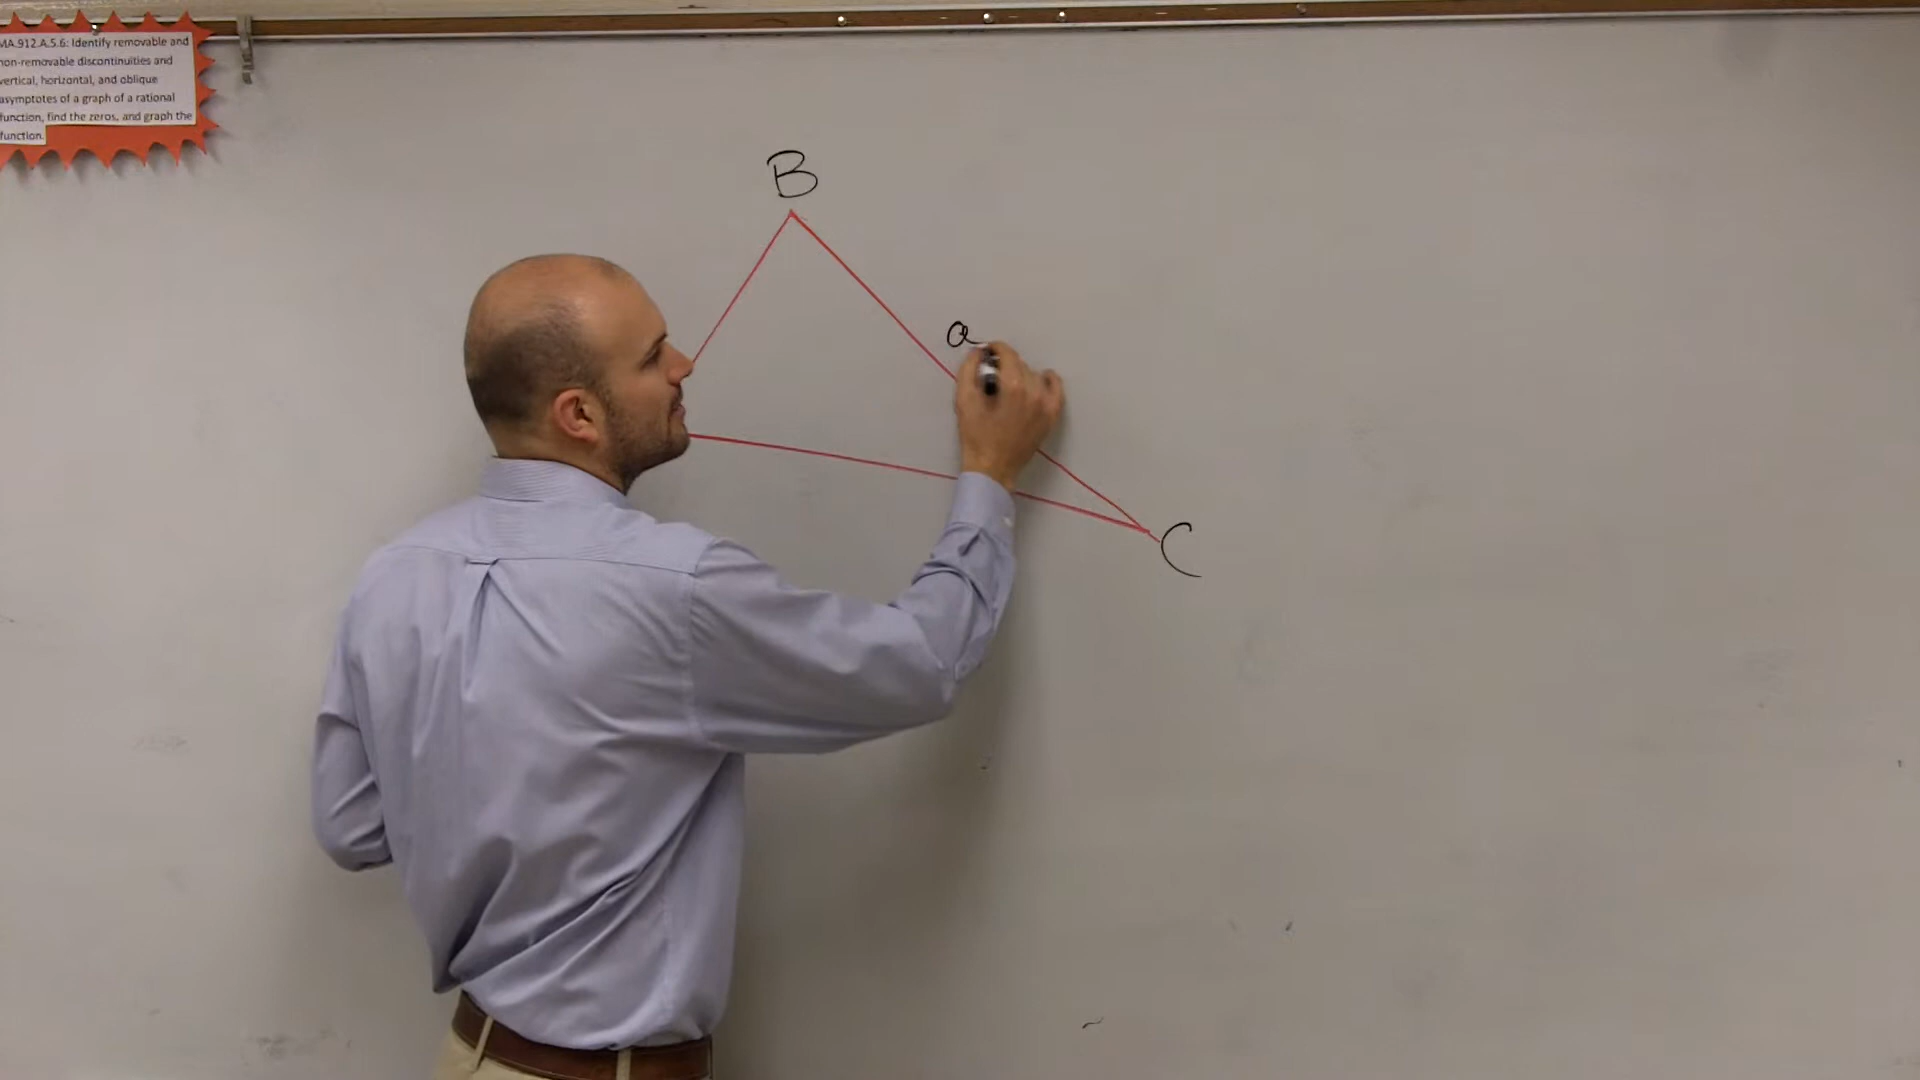 MA.912.A.5.6: Identify removable and
non-removable discontinuities and
vertical, horizontal, and oblique
asymptotes of a graph of a rational
function, find the zeros, and graph the
function.
B
a
C